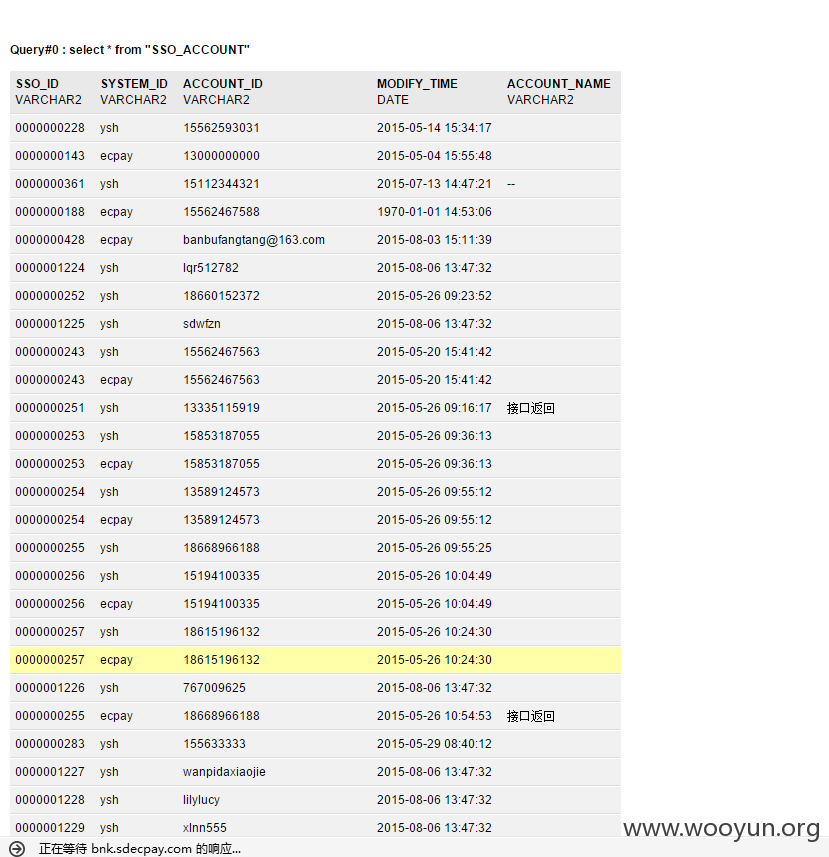 Query#0 : select * from "SSO_ACCOUNT"
SSO_ID SYSTEM_ID ACCOUNT_ID MODIFY_TIME ACCOUNT_NAME
VARCHAR2 VARCHAR2 VARCHAR2 DATE VARCHAR2
0000000228 ysh 15562593031 2015-05-14 15:34:17
0000000143 ecpay 13000000000 2015-05-04 15:55:48
0000000361 ysh 15112344321 2015-07-13 14:47:21 --
0000000188 ecpay 15562467588 1970-01-01 14:53:06
0000000428 ecpay banbufangtang@163.com 2015-08-03 15:11:39
0000001224 ysh lqr512782 2015-08-06 13:47:32
0000000252 ysh 18660152372 2015-05-26 09:23:52
0000001225 ysh sdwfzn 2015-08-06 13:47:32
0000000243 ysh 15562467563 2015-05-20 15:41:42
0000000243 ecpay 15562467563 2015-05-20 15:41:42
0000000251 ysh 13335115919 2015-05-26 09:16:17 接口返回
0000000253 ysh 15853187055 2015-05-26 09:36:13
0000000253 ecpay 15853187055 2015-05-26 09:36:13
0000000254 ysh 13589124573 2015-05-26 09:55:12
0000000254 ecpay 13589124573 2015-05-26 09:55:12
0000000255 ysh 18668966188 2015-05-26 09:55:25
0000000256 ysh 15194100335 2015-05-26 10:04:49
0000000256 ecpay 15194100335 2015-05-26 10:04:49
0000000257 ysh 18615196132 2015-05-26 10:24:30
0000000257 ecpay 18615196132 2015-05-26 10:24:30
0000001226 ysh 767009625 2015-08-06 13:47:32
0000000255 ecpay 18668966188 2015-05-26 10:54:53 接口返回
0000000283 ysh 155633333 2015-05-29 08:40:12
0000001227 ysh wanpidaxiaojie 2015-08-06 13:47:32
0000001228 ysh lilylucy 2015-08-06 13:47:32
0000001229 ysh xlnn555 2015-08-06 13:47:32
www.wooyun.org
正在等待 bnk.sdecpay.com 的响应...